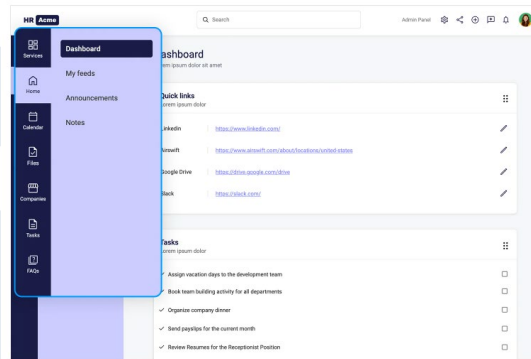 HR Acme
Search
Admin Panel
Services
Home
Calendar
Files
Companies
Tasks
FAQs
Dashboard
My feeds
Announcements
Notes
ashboard
rem ipsum dolor sit amet
Quick links
orem ipsum dolor
Linkedin https://www.linkedin.com/
Airswift https://www.airswift.com/about/locations/united-states
Google Drive https://drive.google.com/drive
Slack https://slack.com/
Tasks
orem ipsum dolor
Assign vacation days to the development team
Book team building activity for all departments
Organize company dinner
Send payslips for the current month
Review Resumes for the Receptionist Position